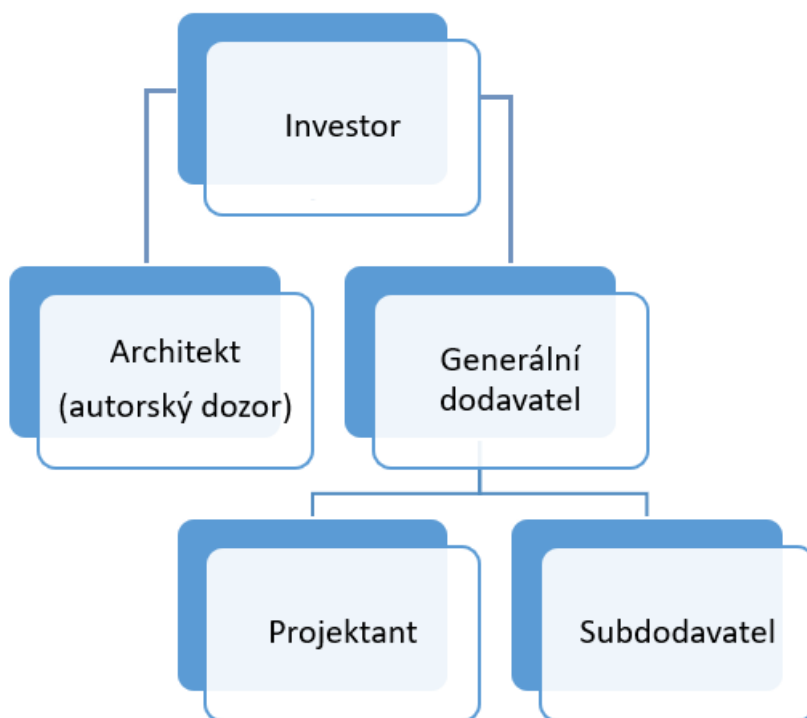 Investor
Architekt
(autorský dozor)
Generální
dodavatel
Projektant
Subdodavatel